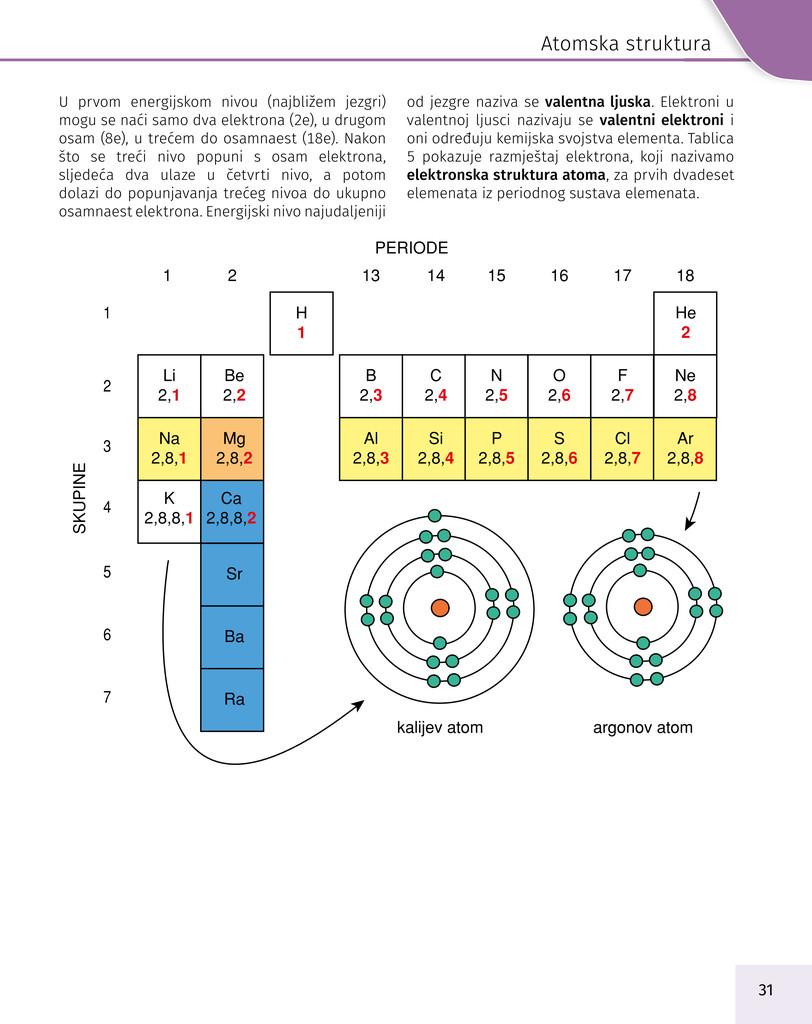 Atomska struktura
U prvom energijskom nivou (najbližem jezgri)
mogu se naći samo dva elektrona (2e), u drugom
osam (8e), u trećem do osamnaest (18e). Nakon
što se treći nivo popuni s osam elektrona,
sljedeća dva ulaze u četvrti nivo, a potom
dolazi do popunjavanja trećeg nivoa do ukupno
osamnaest elektrona. Energijski nivo najudaljeniji
od jezgre naziva se valentna ljuska. Elektroni u
valentnoj ljusci nazivaju se valentni elektroni i
oni određuju kemijska svojstva elementa. Tablica
5 pokazuje razmještaj elektrona, koji nazivamo
elektronska struktura atoma, za prvih dvadeset
elemenata iz periodnog sustava elemenata.
PERIODE
1 2 13 14 15 16 17 18
1 H He
1 2
2 Li Be B C N O F Ne
2,1 2,2 2,3 2,4 2,5 2,6 2,7 2,8
3 Na Mg Al Si P S Cl Ar
2,8,1 2,8,2 2,8,3 2,8,4 2,8,5 2,8,6 2,8,7 2,8,8
SKUPINE
4 K Ca
2,8,8,1 2,8,8,2
5 Sr
6 Ba
7 Ra
kalijev atom argonov atom
31